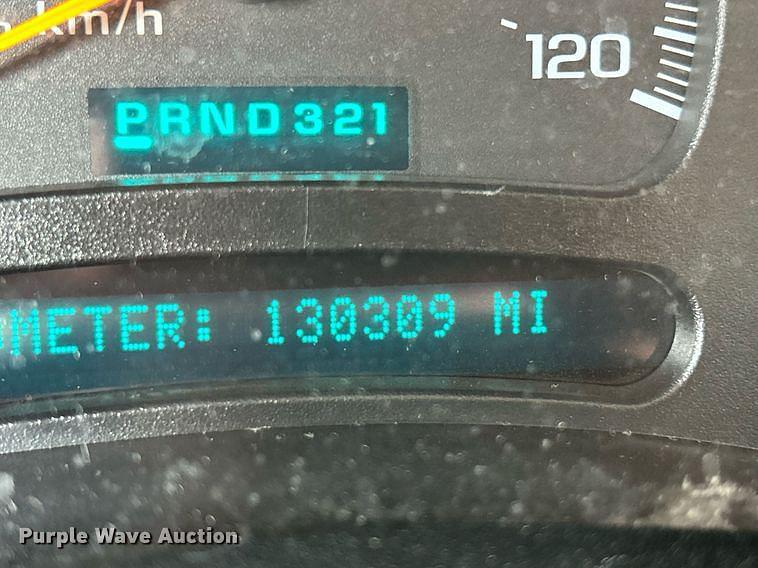 km/h
120
PRND321
METER: 130309 MI
Purple Wave Auction